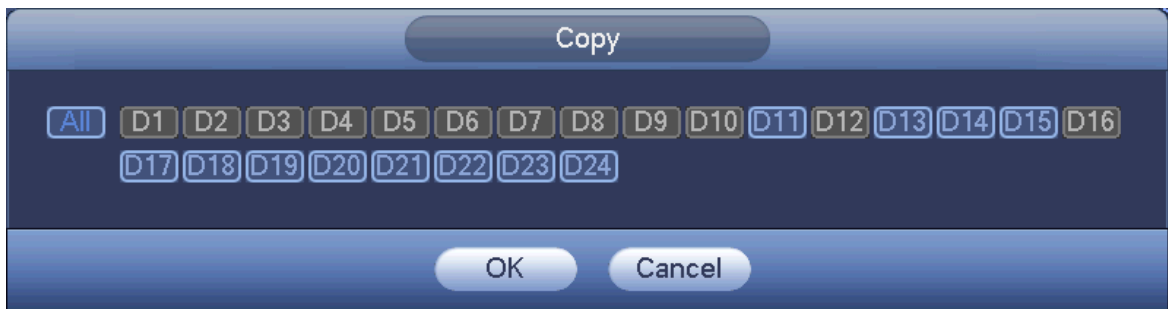 Copy
All D1 D2 D3 D4 D5 D6 D7 D8 D9 D10 D11 D12 D13 D14 D15 D16
D17 D18 D19 D20 D21 D22 D23 D24
OK Cancel